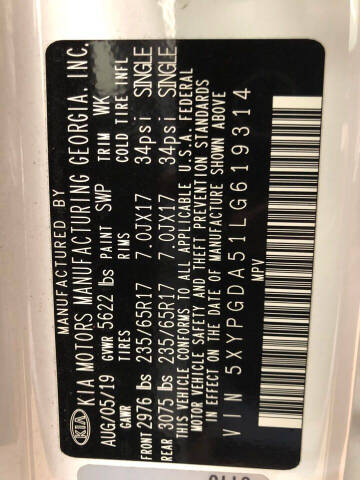 MANUFACTURED BY
KIA KIA MOTORS MANUFACTURING GEORGIA, INC.
AUG/05/19 GVWR 5622 lbs PAINT SWP TRIM WK
GAWR TIRES RIMS COLD TIRE INFL
FRONT 2976 lbs 235/65R17 7.0JX17 34psi SINGLE
REAR 3075 lbs 235/65R17 7.0JX17 34psi SINGLE
THIS VEHICLE CONFORMS TO ALL APPLICABLE U.S.A. FEDERAL
MOTOR VEHICLE SAFETY AND THEFT PREVENTION STANDARDS
IN EFFECT ON THE DATE OF MANUFACTURE SHOWN ABOVE
VIN 5XYPGDA51LG619314
MPV